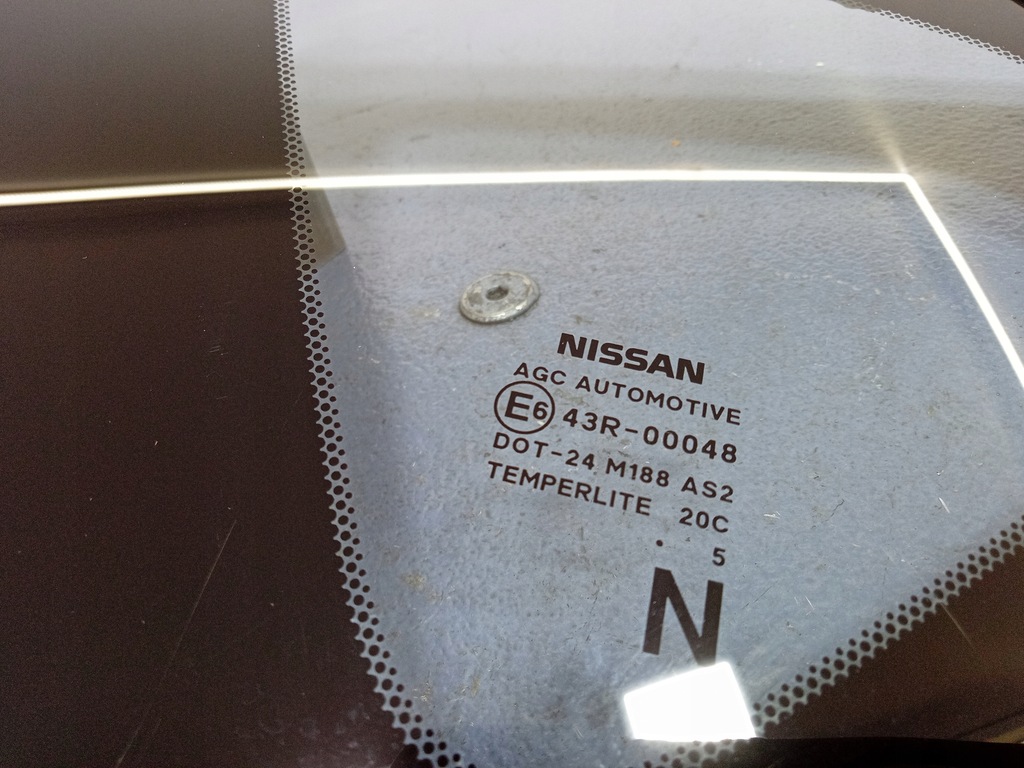 NISSAN
AGC AUTOMOTIVE
E6 43R-00048
DOT-24 M188 AS2
TEMPERLITE 20C
. 5
N